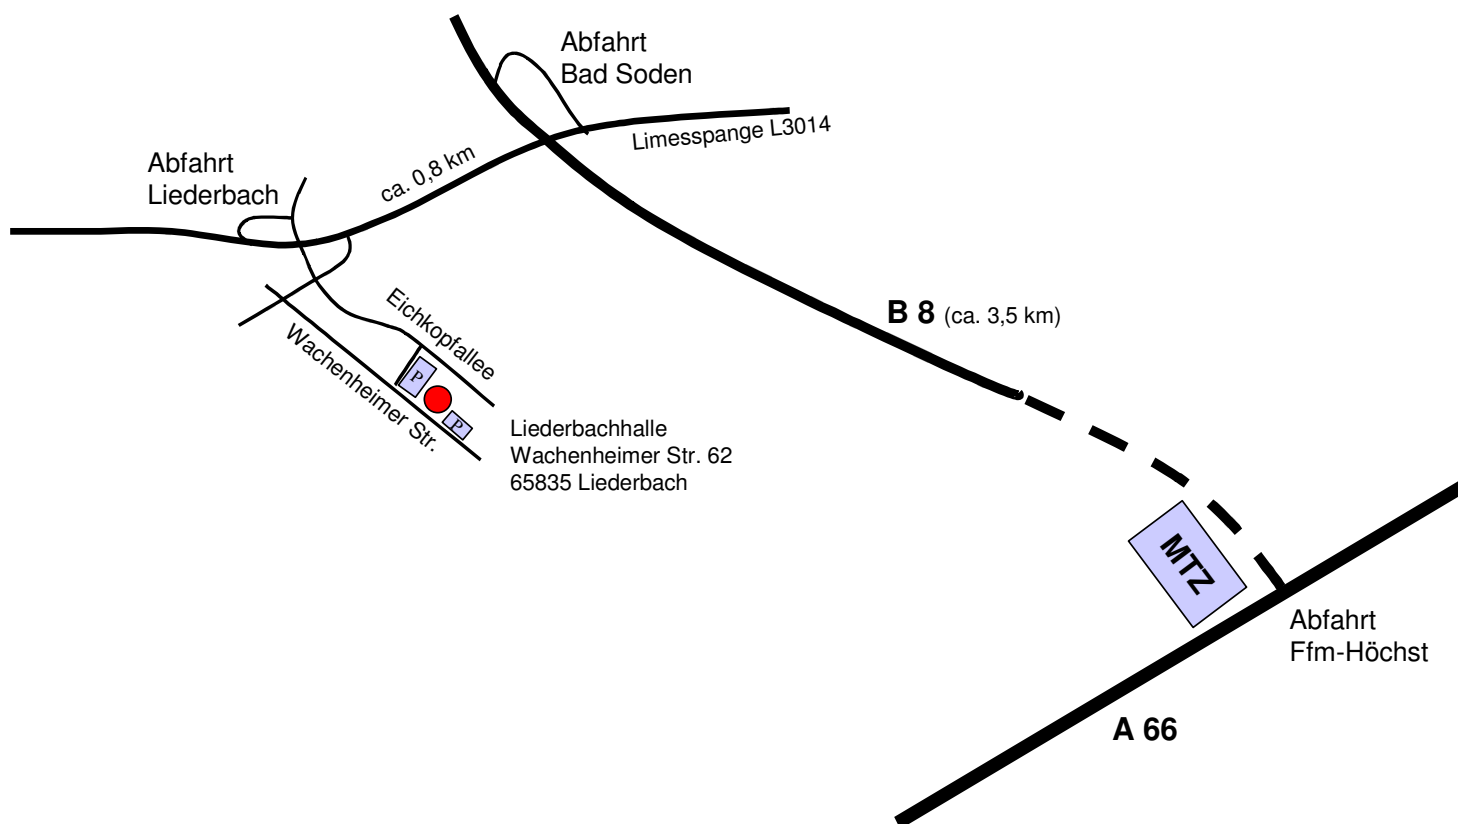 Abfahrt
Bad Soden
Limesspange L3014
ca. 0,8 km
Abfahrt
Liederbach
Eichkopfallee
Wachenheimer Str.
P
P
B 8 (ca. 3,5 km)
Liederbachhalle
Wachenheimer Str. 62
65835 Liederbach
MTZ
Abfahrt
Ffm-Höchst
A 66